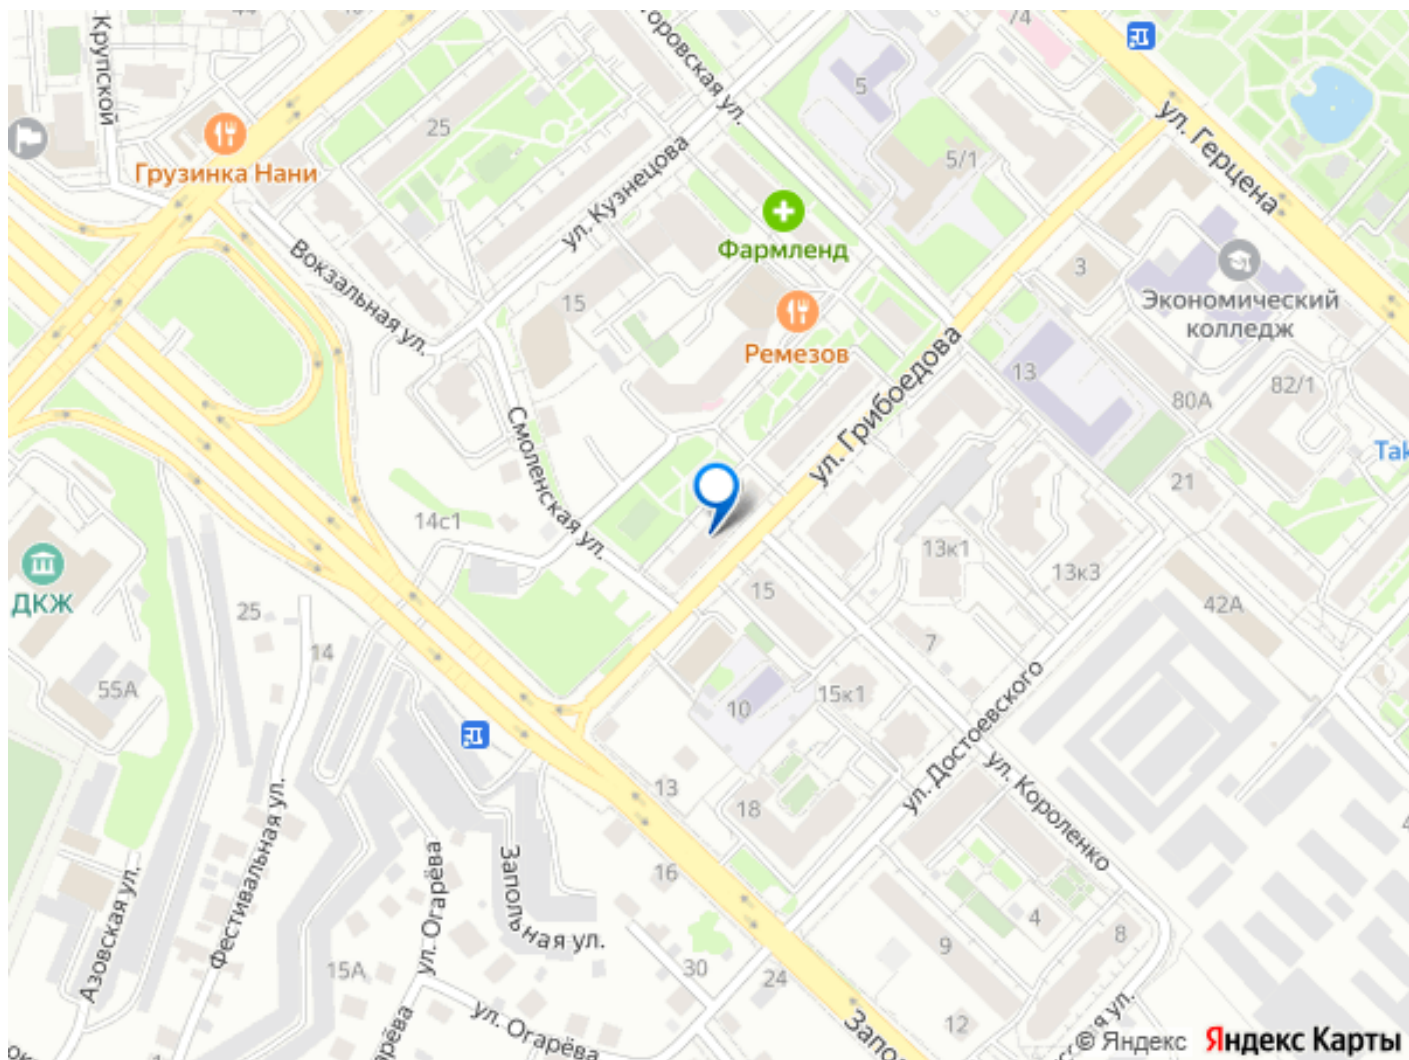 Крупской
74
5
25
Грузинка Нани
ул. Кузнецова
5/1
ул. Герцена
Фармленд
3
Экономический
колледж
Вокзальная ул.
15
Ремезов
ул. Грибоедова
13
80А
82/1
Смоленская ул.
21
14с1
13к1
13к3
42А
ДКЖ
25
14
15
7
55А
10
15к1
ул. Достоевского
ул. Короленко
13
18
16
Фестивальная ул.
ул. Огарёва
Запольная ул.
Азовская ул.
15А
30
24
9
4
8
12
ул. Огарёва
© Яндекс
Яндекс Карты